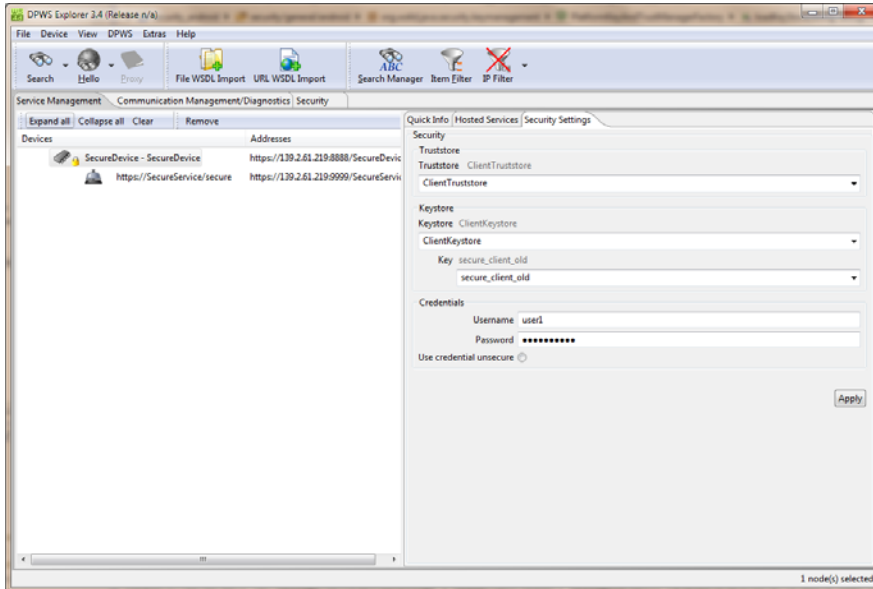 DPWS Explorer 3.4 (Release n/a)
File Device View DPWS Extras Help
Search Hello Proxy File WSDL Import URL WSDL Import Search Manager Item Filter IP Filter
Service Management Communication Management/Diagnostics Security
Expand all Collapse all Clear Remove
Devices Addresses
SecureDevice - SecureDevice https://139.2.61.219:8888/SecureDevic
https://SecureService/secure https://139.2.61.219:9999/SecureServic
Quick Info Hosted Services Security Settings
Security
Truststore
Truststore ClientTruststore
ClientTruststore
Keystore
Keystore ClientKeystore
ClientKeystore
Key secure_client_old
secure_client_old
Credentials
Username user1
Password ••••••••••
Use credential unsecure
Apply
1 node(s) selected